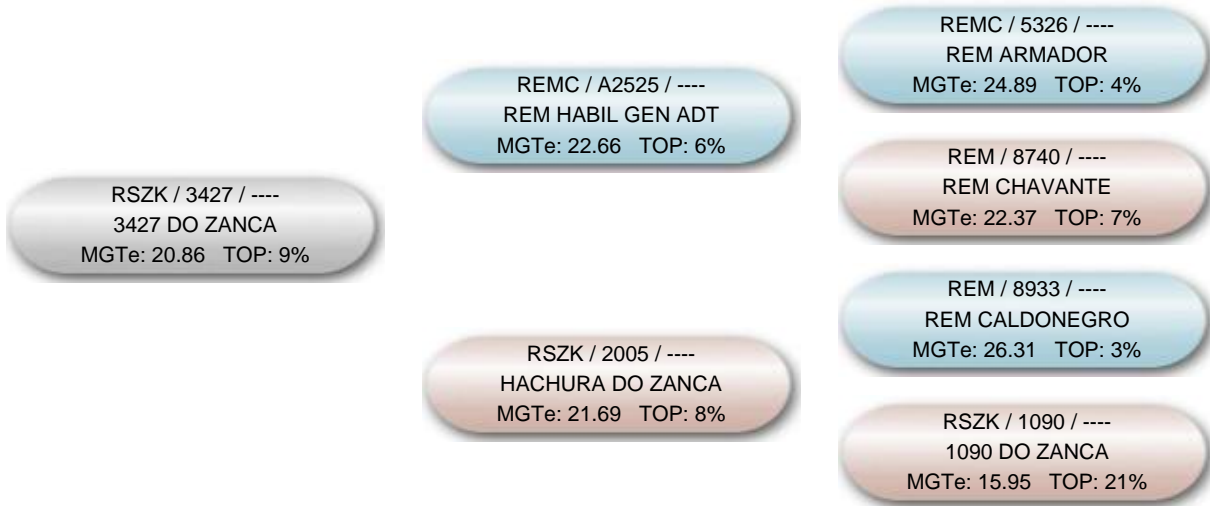 RSZK / 3427 / ----
3427 DO ZANCA
MGTe: 20.86 TOP: 9%
REMC / A2525 / ----
REM HABIL GEN ADT
MGTe: 22.66 TOP: 6%
RSZK / 2005 / ----
HACHURA DO ZANCA
MGTe: 21.69 TOP: 8%
REMC / 5326 / ----
REM ARMADOR
MGTe: 24.89 TOP: 4%
REM / 8740 / ----
REM CHAVANTE
MGTe: 22.37 TOP: 7%
REM / 8933 / ----
REM CALDONEGRO
MGTe: 26.31 TOP: 3%
RSZK / 1090 / ----
1090 DO ZANCA
MGTe: 15.95 TOP: 21%